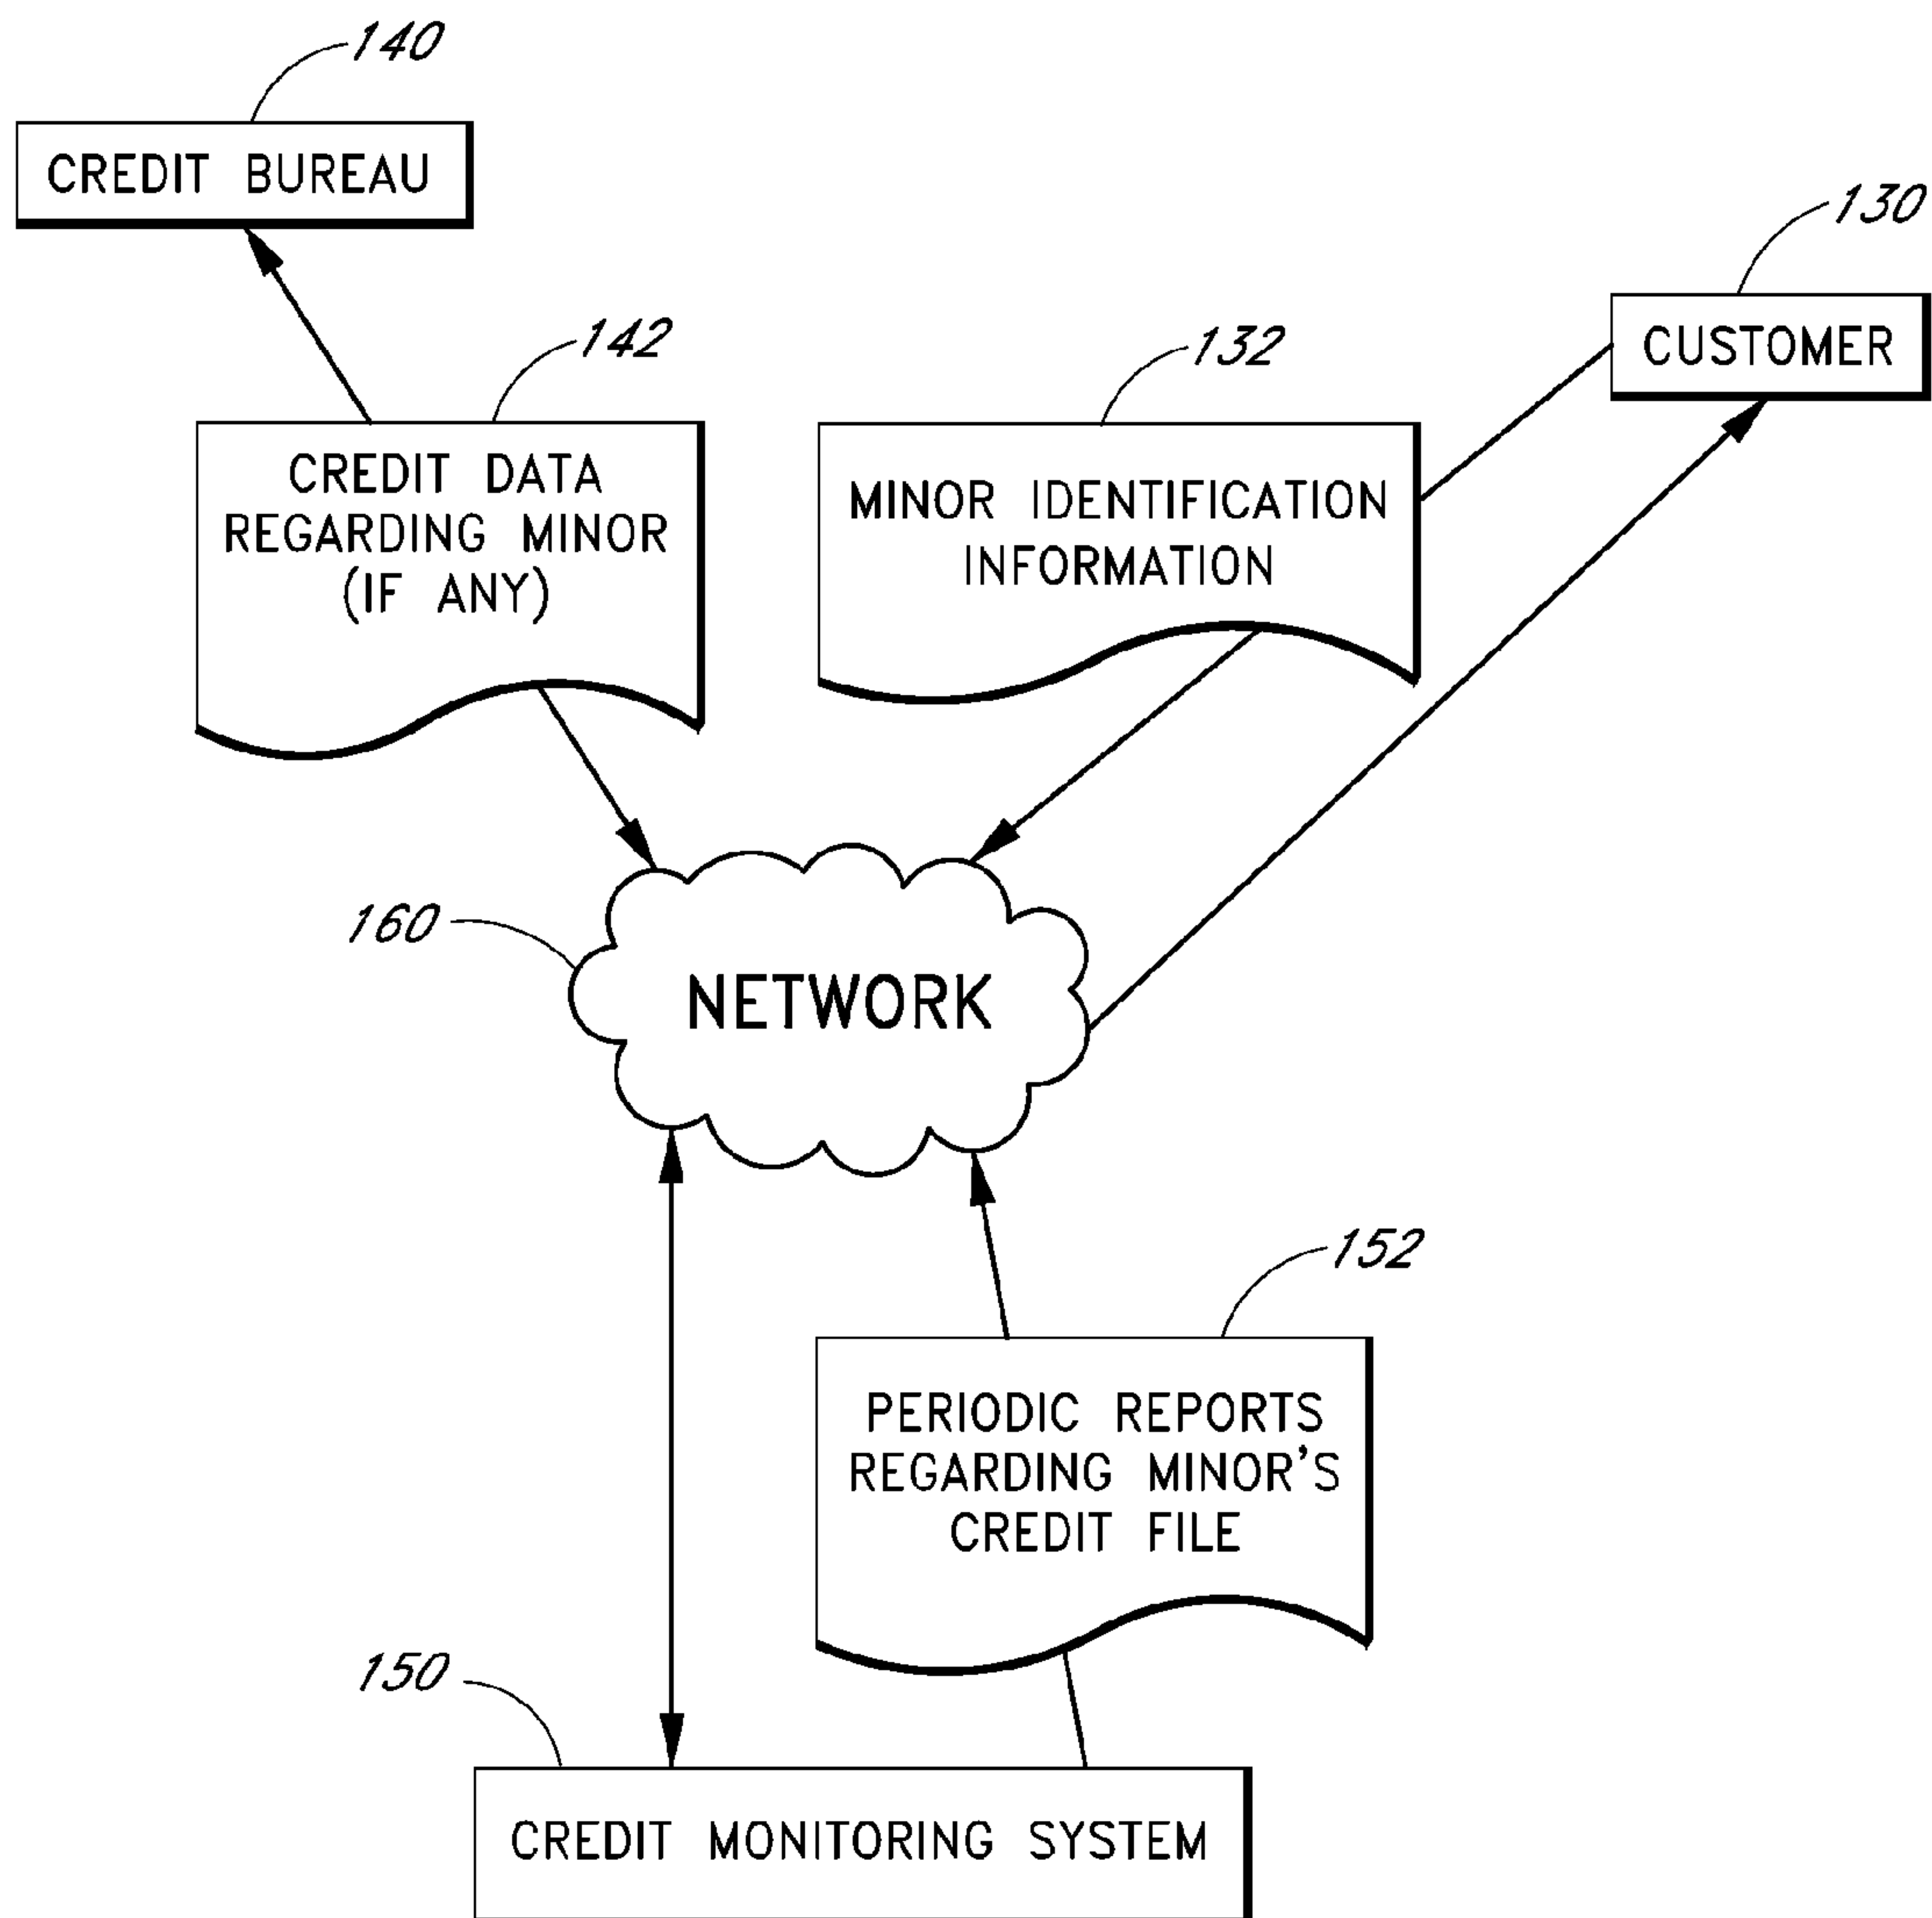 140
CREDIT BUREAU
130
CUSTOMER
142
CREDIT DATA
REGARDING MINOR
(IF ANY)
132
MINOR IDENTIFICATION
INFORMATION
160
NETWORK
152
PERIODIC REPORTS
REGARDING MINOR'S
CREDIT FILE
150
CREDIT MONITORING SYSTEM